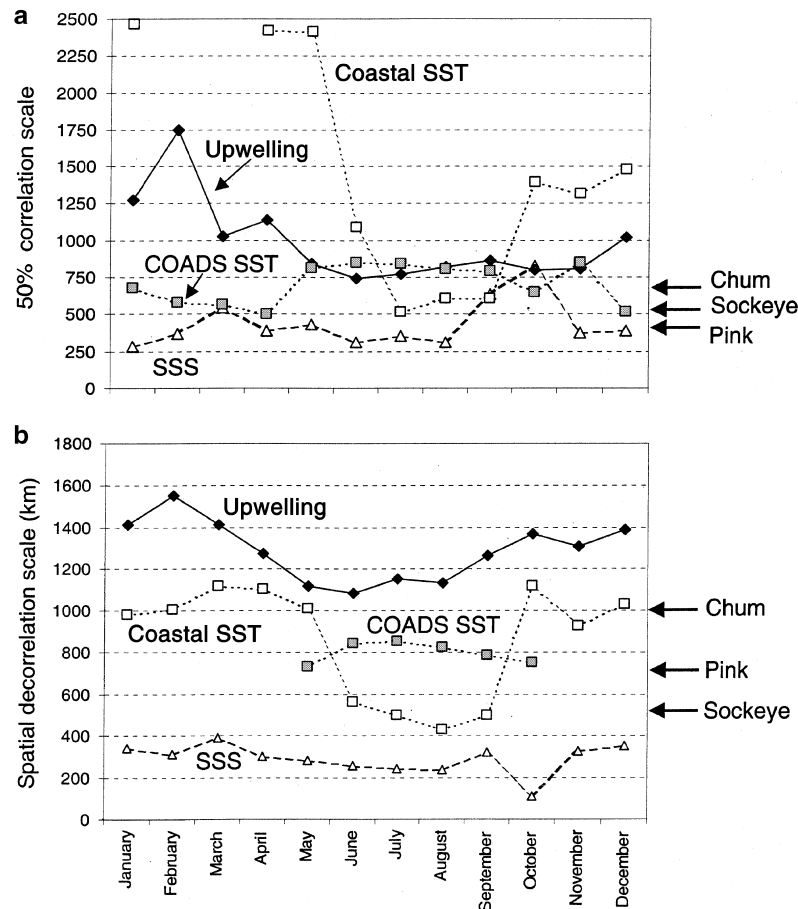 a
50% correlation scale
2500
2250
2000
1750
1500
1250
1000
750
500
250
0
Coastal SST
Upwelling
COADS SST
SSS
Chum
Sockeye
Pink
b
Spatial decorrelation scale (km)
1800
1600
1400
1200
1000
800
600
400
200
0
Upwelling
Coastal SST
COADS SST
SSS
Chum
Pink
Sockeye
January
February
March
April
May
June
July
August
September
October
November
December